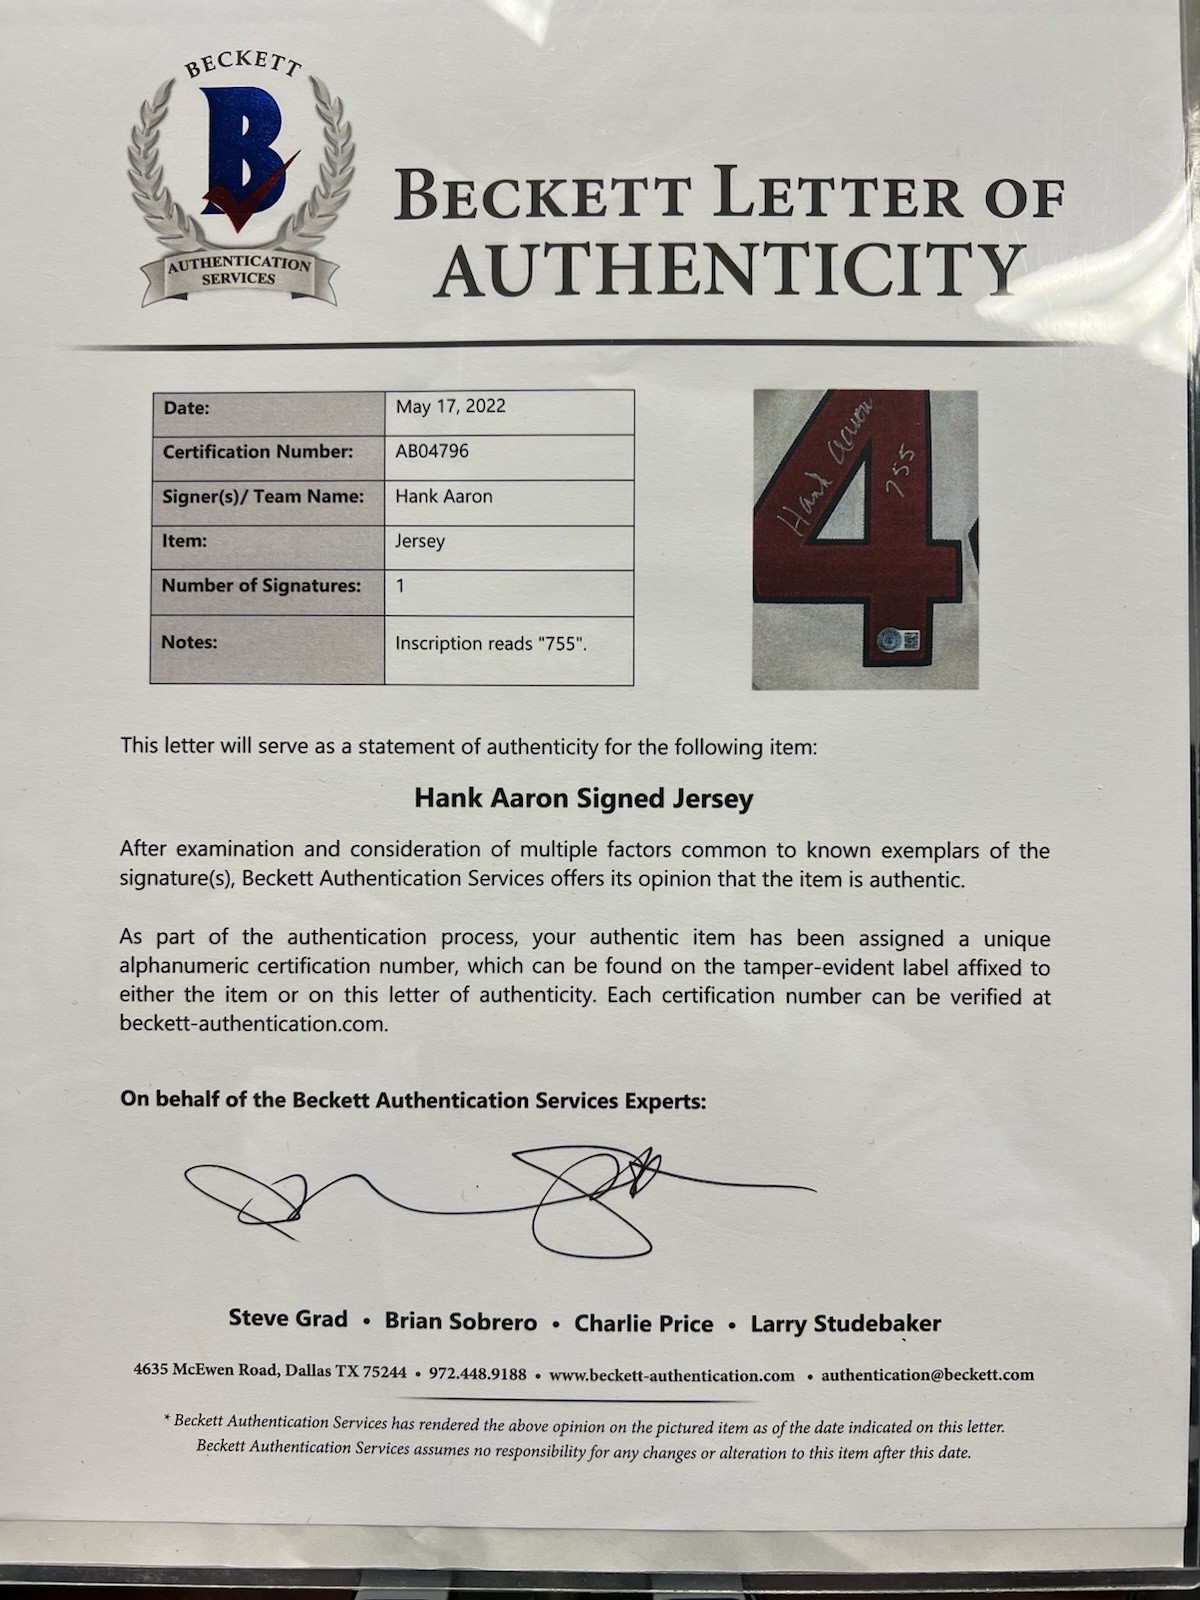 BECKETT
B
AUTHENTICATION
SERVICES
BECKETT LETTER OF
AUTHENTICITY
Date: May 17, 2022
Certification Number: AB04796
Signer(s)/ Team Name: Hank Aaron
Item: Jersey
Number of Signatures: 1
Notes: Inscription reads "755".
Hank Aaron
755
4
This letter will serve as a statement of authenticity for the following item:
Hank Aaron Signed Jersey
After examination and consideration of multiple factors common to known exemplars of the
signature(s), Beckett Authentication Services offers its opinion that the item is authentic.
As part of the authentication process, your authentic item has been assigned a unique
alphanumeric certification number, which can be found on the tamper-evident label affixed to
either the item or on this letter of authenticity. Each certification number can be verified at
beckett-authentication.com.
On behalf of the Beckett Authentication Services Experts:
Steve Grad • Brian Sobrero • Charlie Price • Larry Studebaker
4635 McEwen Road, Dallas TX 75244 • 972.448.9188 • www.beckett-authentication.com • authentication@beckett.com
* Beckett Authentication Services has rendered the above opinion on the pictured item as of the date indicated on this letter.
Beckett Authentication Services assumes no responsibility for any changes or alteration to this item after this date.